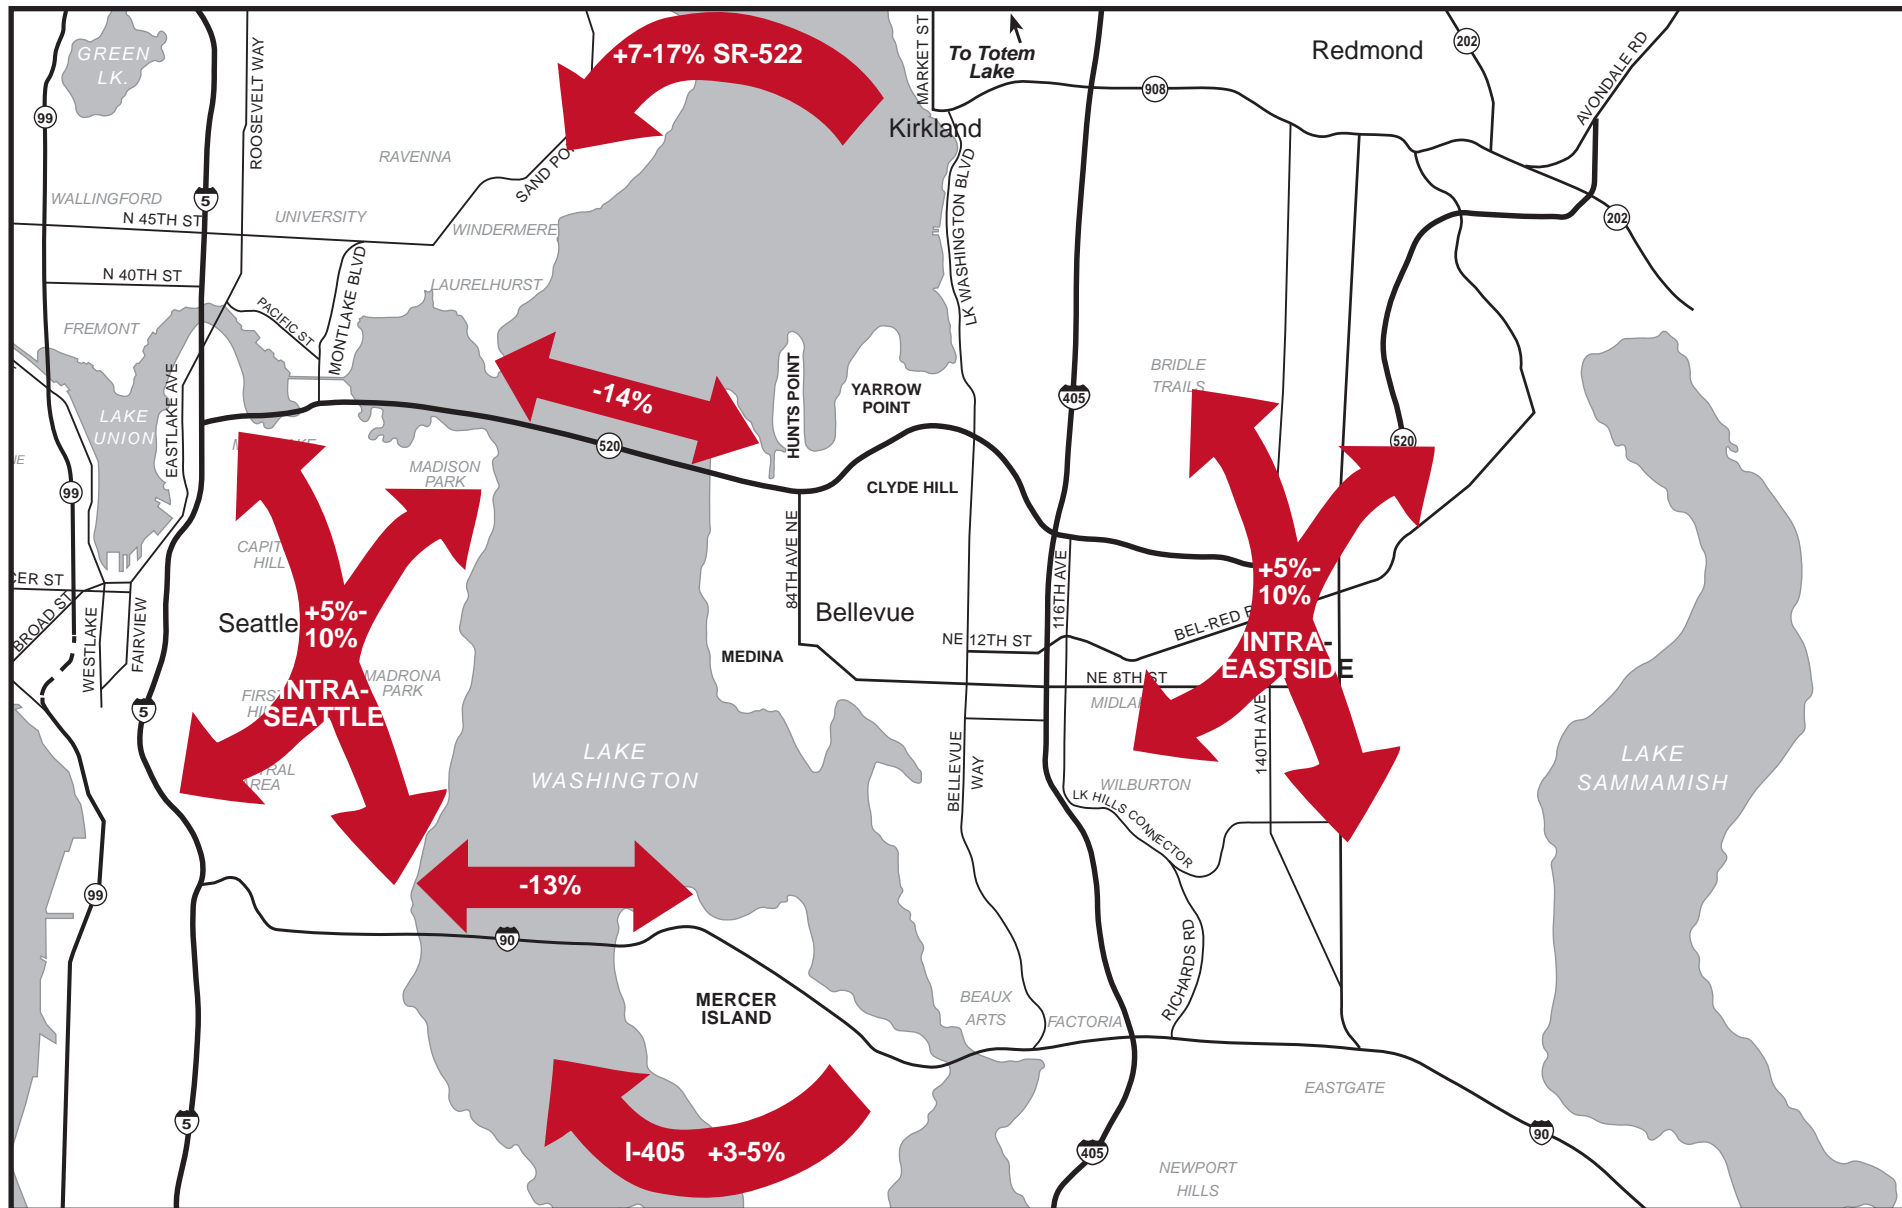 GREEN
LK.
99
ROOSEVELT WAY
+7-17% SR-522
MARKET ST
To Totem
Lake
Redmond
202
AVONDALE RD
908
Kirkland
RAVENNA
SAND PO
WALLINGFORD
5
N 45TH ST
UNIVERSITY
WINDERMERE
LK WASHINGTON BLVD
202
N 40TH ST
MONTLAKE BLVD
LAURELHURST
PACIFIC ST
FREMONT
EASTLAKE AVE
-14%
HUNTS POINT
YARROW
POINT
405
BRIDLE
TRAILS
LAKE
UNION
520
520
MADISON
PARK
99
CLYDE HILL
84TH AVE NE
CAPIT
HILL
116TH AVE
CER ST
BROAD ST
WESTLAKE
FAIRVIEW
Seattle
+5%-
10%
Bellevue
+5%-
10%
BEL-RED
NE 12TH ST
INTRA-
EASTSIDE
MEDINA
NE 8TH ST
MADRONA
PARK
INTRA-
SEATTLE
5
140TH AVE
LAKE
WASHINGTON
BELLEVUE
WAY
LAKE
SAMMAMISH
WILBURTON
AREA
LK HILLS CONNECTOR
99
-13%
90
RICHARDS RD
MERCER
ISLAND
BEAUX
ARTS
FACTORIA
EASTGATE
5
I-405 +3-5%
405
90
NEWPORT
HILLS